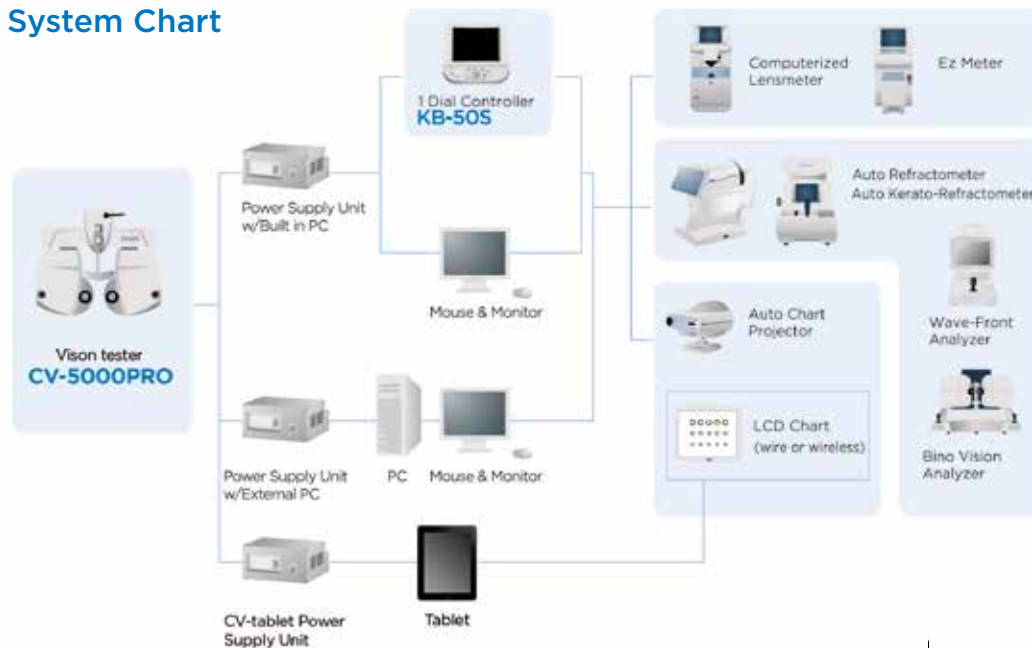 System Chart
1 Dial Controller
KB-50S
Computerized
Lensmeter
Ez Meter
Power Supply Unit
w/Built in PC
Auto Refractometer
Auto Kerato-Refractometer
Mouse & Monitor
Auto Chart
Projector
Wave-Front
Analyzer
Vison tester
CV-5000PRO
LCD Chart
(wire or wireless)
Power Supply Unit
w/External PC
PC
Mouse & Monitor
Bino Vision
Analyzer
CV-tablet Power
Supply Unit
Tablet